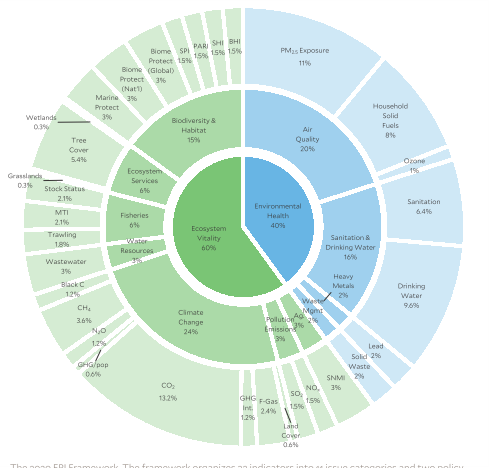 PM2.5 Exposure
11%
Household
Solid
Fuels
8%
Ozone
1%
Sanitation
6.4%
Drinking
Water
9.6%
Lead
2%
Solid
Waste
2%
SNMI
3%
NOX
1.5%
SO2
1.5%
Land
Cover
0.6%
F-Gas
2.4%
GHG
Int.
1.2%
CO2
13.2%
GHG/pop
0.6%
N2O
1.2%
CH4
3.6%
Black C
1.2%
Wastewater
3%
Trawling
1.8%
MTI
2.1%
Stock Status
2.1%
Grasslands
0.3%
Tree
Cover
5.4%
Wetlands
0.3%
Marine
Protect
3%
Biome
Protect
(Nat'l)
3%
Biome
Protect
(Global)
3%
SPI
1.5%
PARI
1.5%
SHI
1.5%
BHI
1.5%
Air
Quality
20%
Sanitation &
Drinking Water
16%
Heavy
Metals
2%
Waste
Mgmt
2%
Ag.
3%
Pollution
Emissions
3%
Climate
Change
24%
Water
Resources
3%
Fisheries
6%
Ecosystem
Services
6%
Biodiversity &
Habitat
15%
Environmental
Health
40%
Ecosystem
Vitality
60%